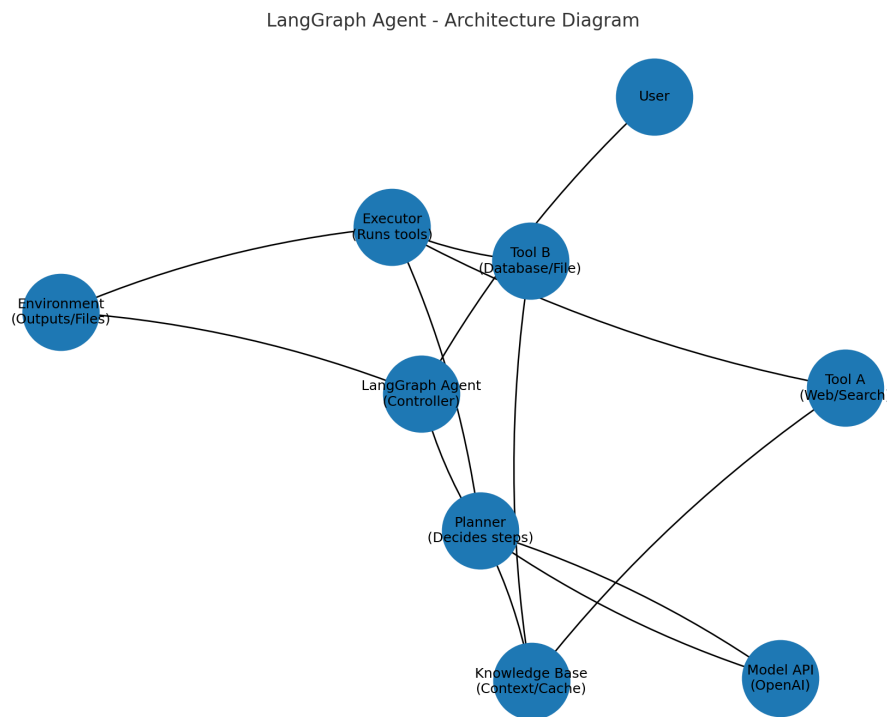 LangGraph Agent - Architecture Diagram
User
Executor
(Runs tools)
Tool B
(Database/File)
Environment
(Outputs/Files)
LangGraph Agent
(Controller)
Tool A
(Web/Search
Planner
(Decides steps)
Knowledge Base
(Context/Cache)
Model API
(OpenAI)